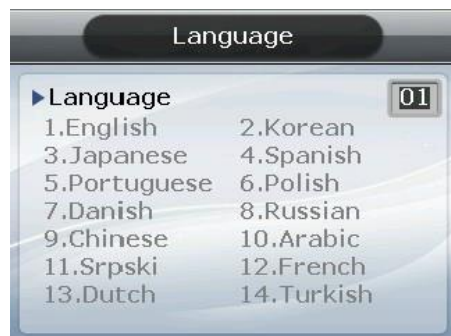 Language
▶Language 01
1.English 2.Korean
3.Japanese 4.Spanish
5.Portuguese 6.Polish
7.Danish 8.Russian
9.Chinese 10.Arabic
11.Srpski 12.French
13.Dutch 14.Turkish